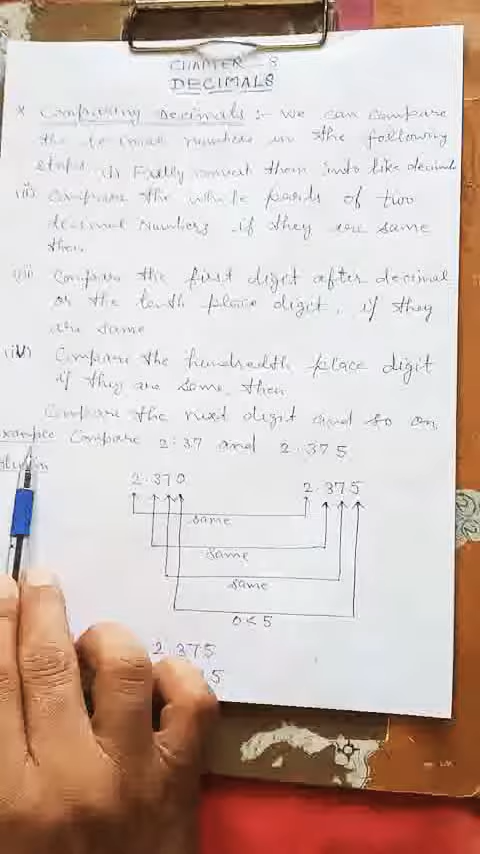 CHAPTER - 8
DECIMALS
* Comparing Decimals :- We can compare
the decimal numbers in the following
steps (i) Firstly convert them into like decimal
(ii) Compare the whole parts of two
decimal numbers, if they are same
then
(iii) Compare the first digit after decimal
or the tenth place digit, if they
are same
(iv) Compare the hundredth place digit
if they are same, then
Compare the next digit and so on
Example Compare 2.37 and 2.375
2.370 2.375
same
same
same
0 < 5
2.375
5